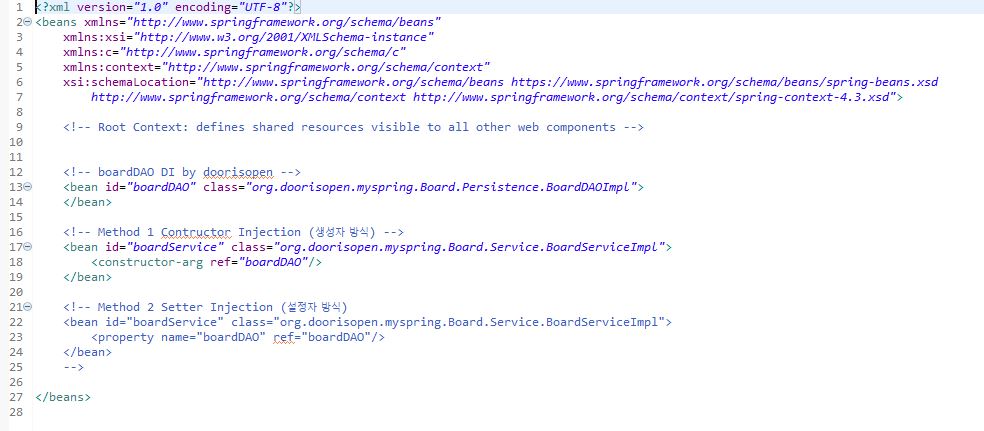 1 <?xml version="1.0" encoding="UTF-8"?>
2 <beans xmlns="http://www.springframework.org/schema/beans"
3 xmlns:xsi="http://www.w3.org/2001/XMLSchema-instance"
4 xmlns:c="http://www.springframework.org/schema/c"
5 xmlns:context="http://www.springframework.org/schema/context"
6 xsi:schemaLocation="http://www.springframework.org/schema/beans https://www.springframework.org/schema/beans/spring-beans.xsd
7 http://www.springframework.org/schema/context http://www.springframework.org/schema/context/spring-context-4.3.xsd">
8
9 <!-- Root Context: defines shared resources visible to all other web components -->
10
11
12 <!-- boardDAO DI by doorisopen -->
13 <bean id="boardDAO" class="org.doorisopen.myspring.Board.Persistence.BoardDAOImpl">
14 </bean>
15
16 <!-- Method 1 Contructor Injection (생성자 방식) -->
17 <bean id="boardService" class="org.doorisopen.myspring.Board.Service.BoardServiceImpl">
18 <constructor-arg ref="boardDAO"/>
19 </bean>
20
21 <!-- Method 2 Setter Injection (설정자 방식)
22 <bean id="boardService" class="org.doorisopen.myspring.Board.Service.BoardServiceImpl">
23 <property name="boardDAO" ref="boardDAO"/>
24 </bean>
25 -->
26
27 </beans>
28